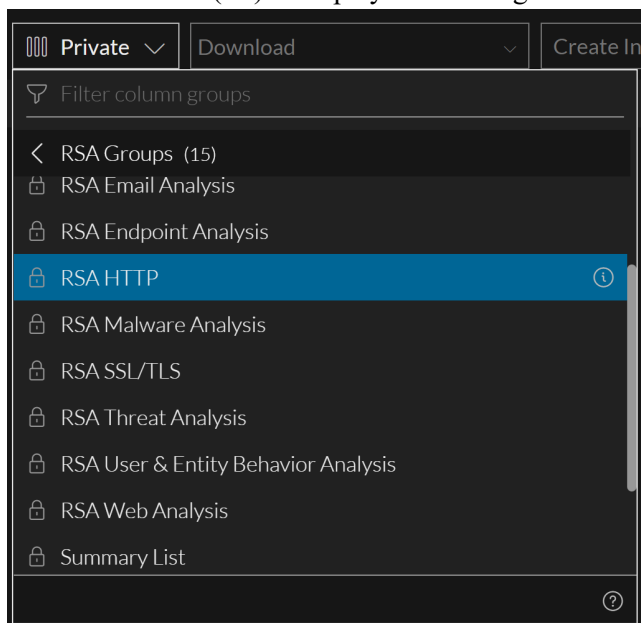 Private
Download
Create In
Filter column groups
RSA Groups (15)
RSA Email Analysis
RSA Endpoint Analysis
RSA HTTP
RSA Malware Analysis
RSA SSL/TLS
RSA Threat Analysis
RSA User & Entity Behavior Analysis
RSA Web Analysis
Summary List